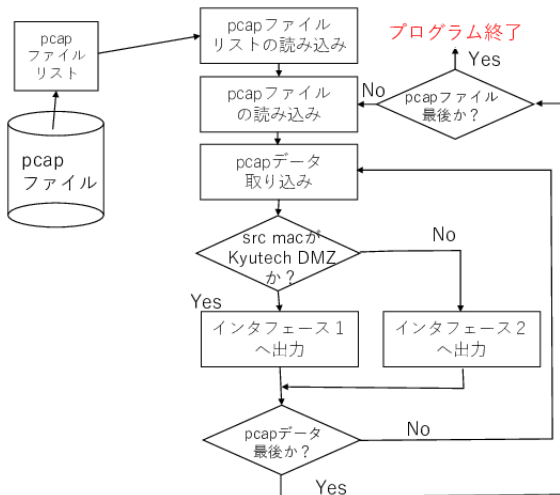 pcap
ファイル
リスト
pcap
ファイル
pcapファイル
リストの読み込み
プログラム終了
Yes
No
pcapファイル
最後か？
pcapファイル
の読み込み
pcapデータ
取り込み
src macが
Kyutech DMZ
か？
No
Yes
インタフェース１
へ出力
インタフェース２
へ出力
pcapデータ
最後か？
No
Yes